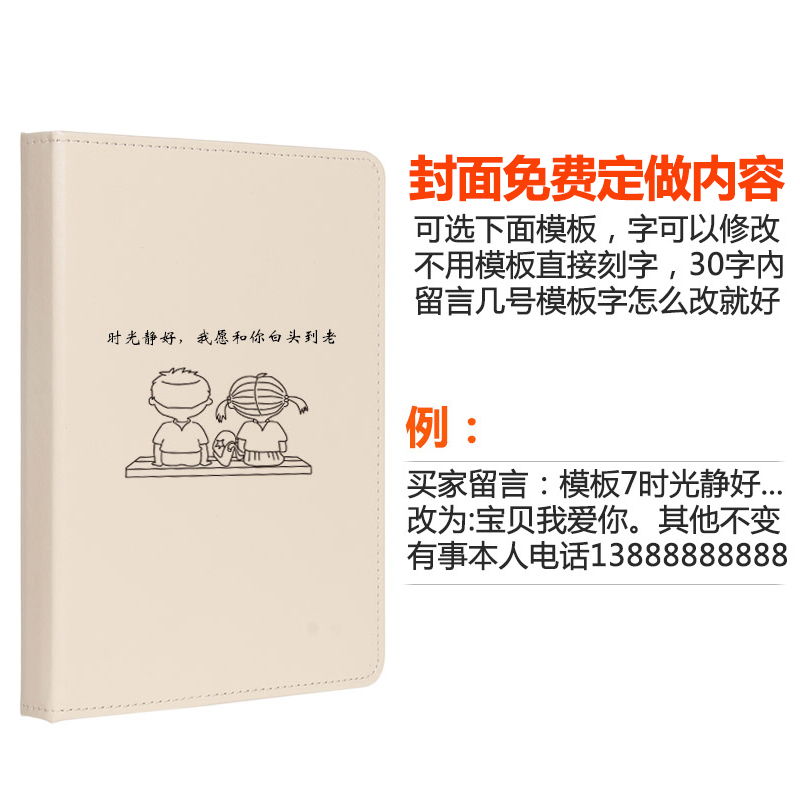 时光静好，我愿和你白头到老
封面免费定做内容
可选下面模板，字可以修改
不用模板直接刻字，30字内
留言几号模板字怎么改就好
例：
买家留言：模板7时光静好...
改为:宝贝我爱你。其他不变
有事本人电话13888888888